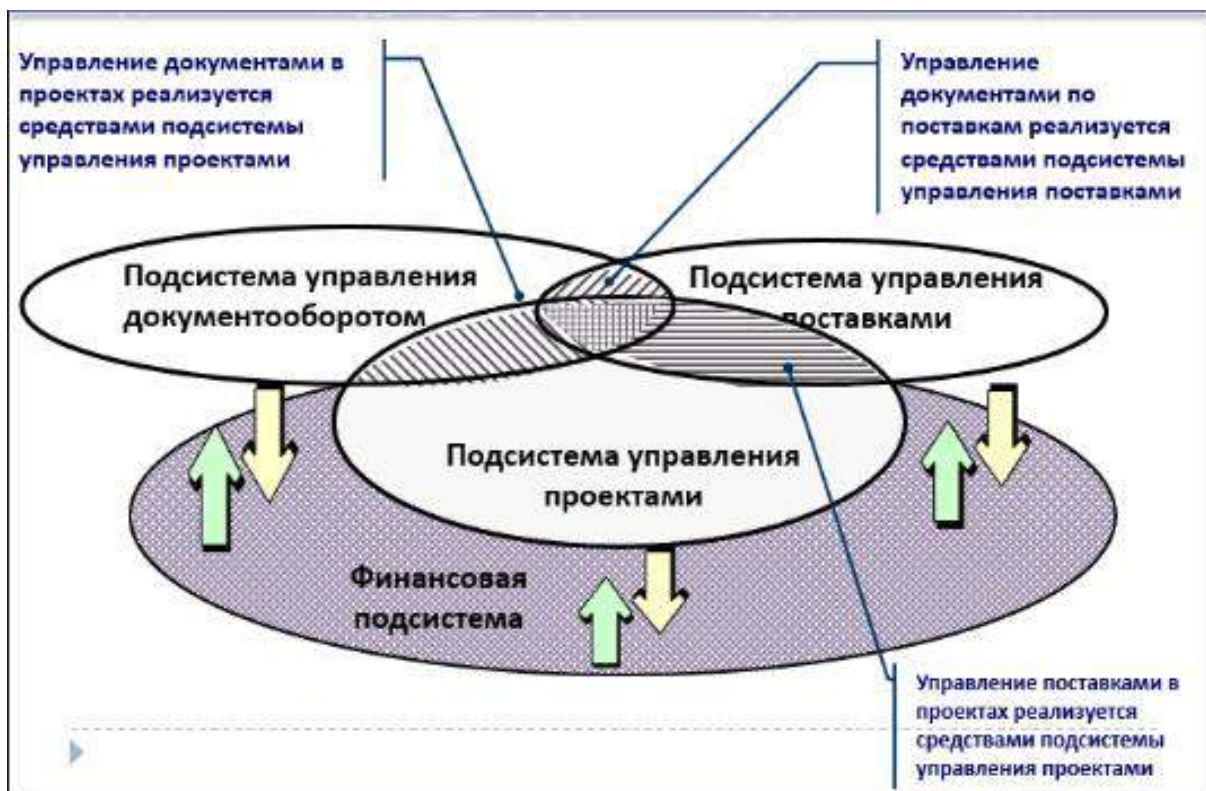 Управление документами в
проектах реализуется
средствами подсистемы
управления проектами
Управление
документами по
поставкам реализуется
средствами подсистемы
управления поставками
Подсистема управления
документооборотом
Подсистема управления
поставками
Подсистема управления
проектами
Финансовая
подсистема
Управление поставками в
проектах реализуется
средствами подсистемы
управления проектами